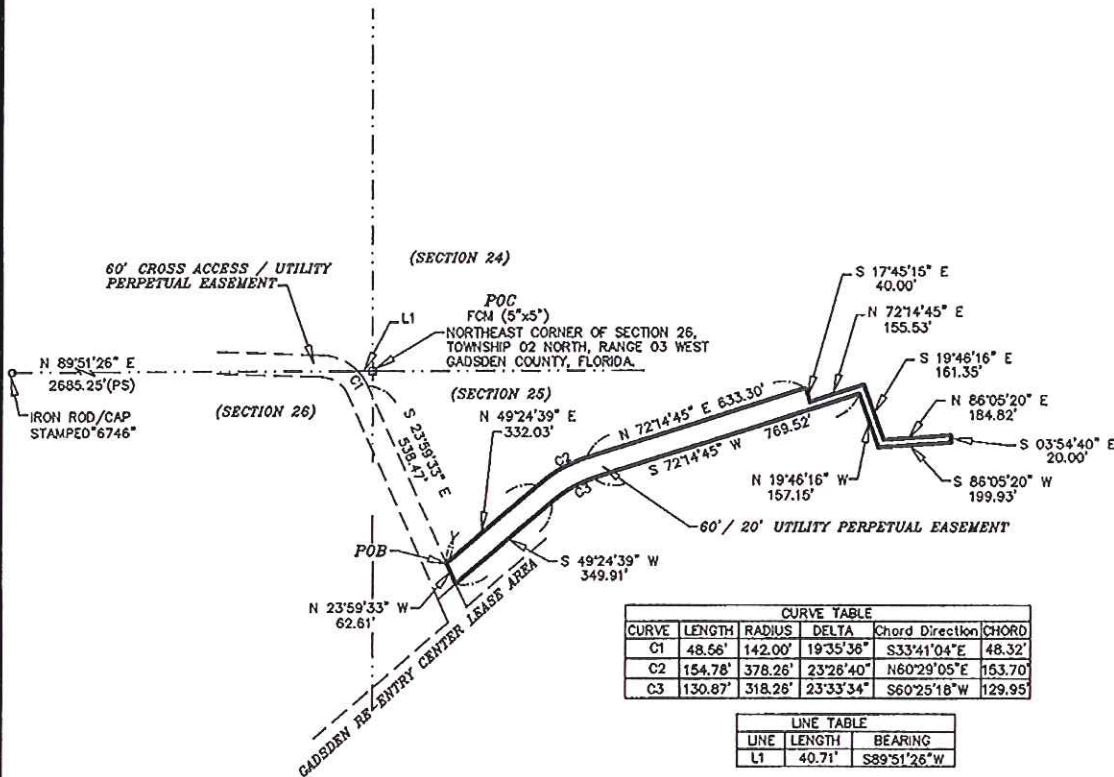 (SECTION 24)
60' CROSS ACCESS / UTILITY
PERPETUAL EASEMENT
POC
FCM (5"x5")
L1
NORTHEAST CORNER OF SECTION 26,
TOWNSHIP 02 NORTH, RANGE 03 WEST
GADSDEN COUNTY, FLORIDA.
S 17°45'15" E
40.00'
N 72°14'45" E
155.53'
N 89°51'26" E
2685.25'(PS)
IRON ROD/CAP
STAMPED"6746"
C1
(SECTION 26)
(SECTION 25)
S 23°59'33" E
538.47'
N 49°24'39" E
332.03'
C2
N 72°14'45" E 633.30'
S 72°14'45" W 769.52'
C3
S 19°46'16" E
161.35'
N 86°05'20" E
184.82'
S 03°54'40" E
20.00'
N 19°46'16" W
157.15'
S 86°05'20" W
199.93'
60'/ 20' UTILITY PERPETUAL EASEMENT
POB
S 49°24'39" W
349.91'
N 23°59'33" W
62.61'
GADSDEN RE-ENTRY CENTER LEASE AREA
CURVE TABLE
CURVE LENGTH RADIUS DELTA Chord Direction CHORD
C1 48.56' 142.00' 19°35'36" S33°41'04"E 48.32'
C2 154.78' 378.26' 23°26'40" N60°29'05"E 153.70'
C3 130.87' 318.26' 23°33'34" S60°25'18"W 129.95'
LINE TABLE
LINE LENGTH BEARING
L1 40.71' S89°51'26"W